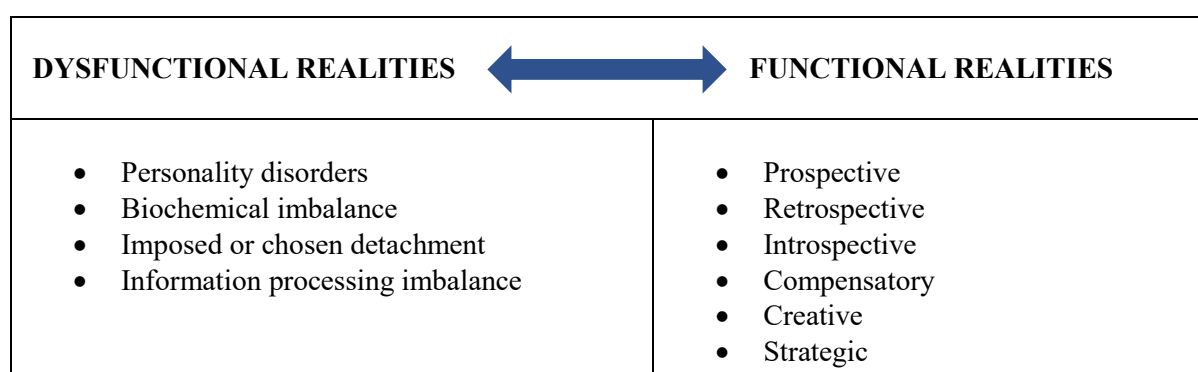 DYSFUNCTIONAL REALITIES
FUNCTIONAL REALITIES
• Personality disorders
• Biochemical imbalance
• Imposed or chosen detachment
• Information processing imbalance
• Prospective
• Retrospective
• Introspective
• Compensatory
• Creative
• Strategic